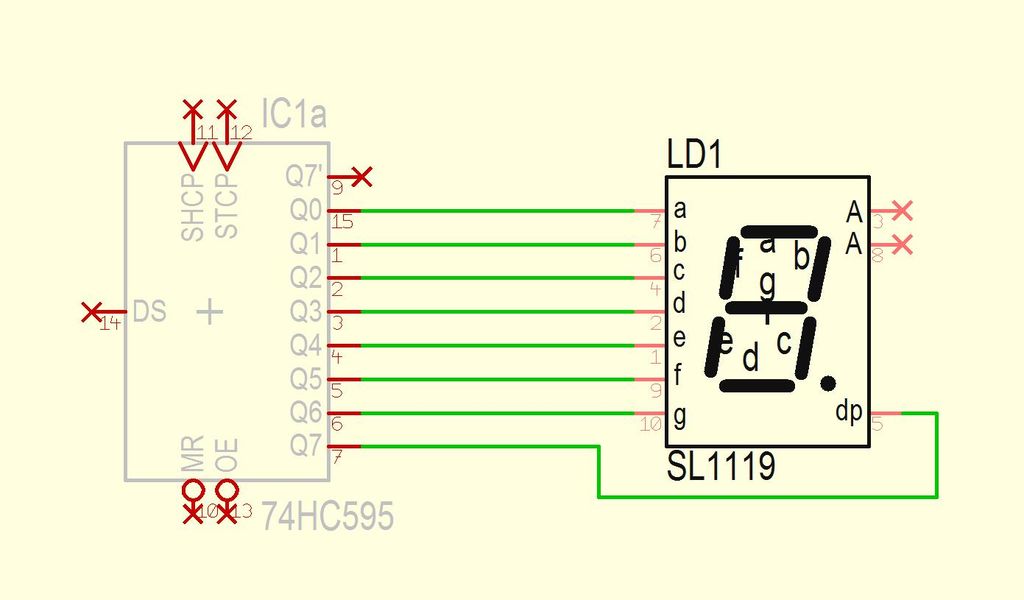 IC1a
11 12
SHCP
STCP
Q7'
9
Q0
15
Q1
1
Q2
2
Q3
3
Q4
4
Q5
5
Q6
6
Q7
7
DS
14
MR
OE
10 13
74HC595
LD1
a
7
b
6
c
4
d
2
e
1
f
9
g
10
A
3
A
8
a
f b
g
e c
d
dp
5
SL1119